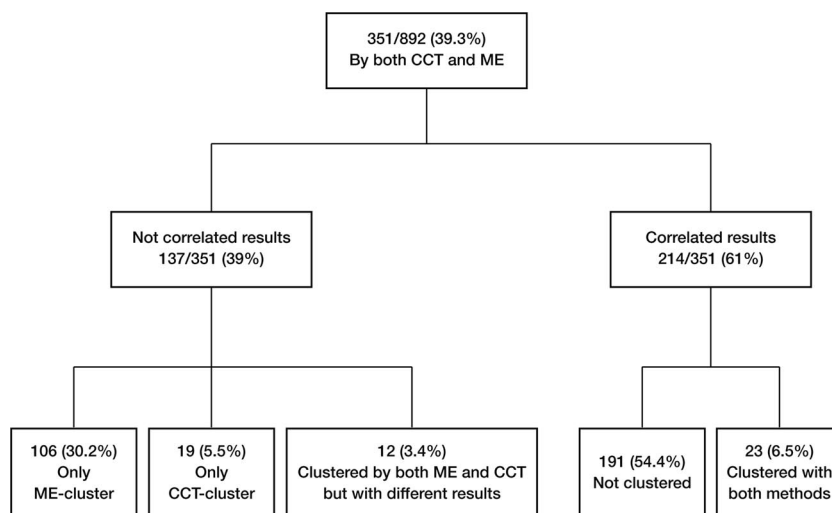 351/892 (39.3%)
By both CCT and ME
Not correlated results
137/351 (39%)
Correlated results
214/351 (61%)
106 (30.2%)
Only
ME-cluster
19 (5.5%)
Only
CCT-cluster
12 (3.4%)
Clustered by both ME and CCT
but with different results
191 (54.4%)
Not clustered
23 (6.5%)
Clustered with
both methods